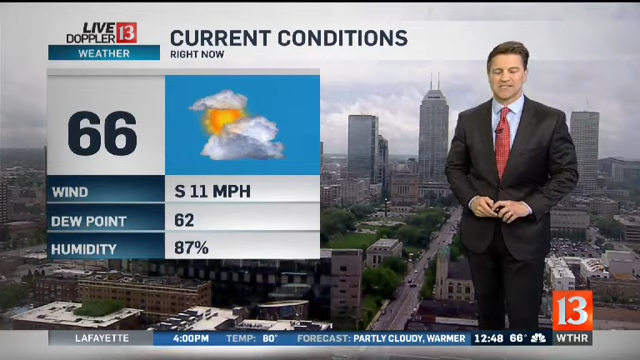 LIVE
DOPPLER 13
WEATHER
CURRENT CONDITIONS
RIGHT NOW
66
WIND S 11 MPH
DEW POINT 62
HUMIDITY 87%
13
LAFAYETTE 4:00PM TEMP: 80° FORECAST: PARTLY CLOUDY, WARMER 12:48 66° WTHR